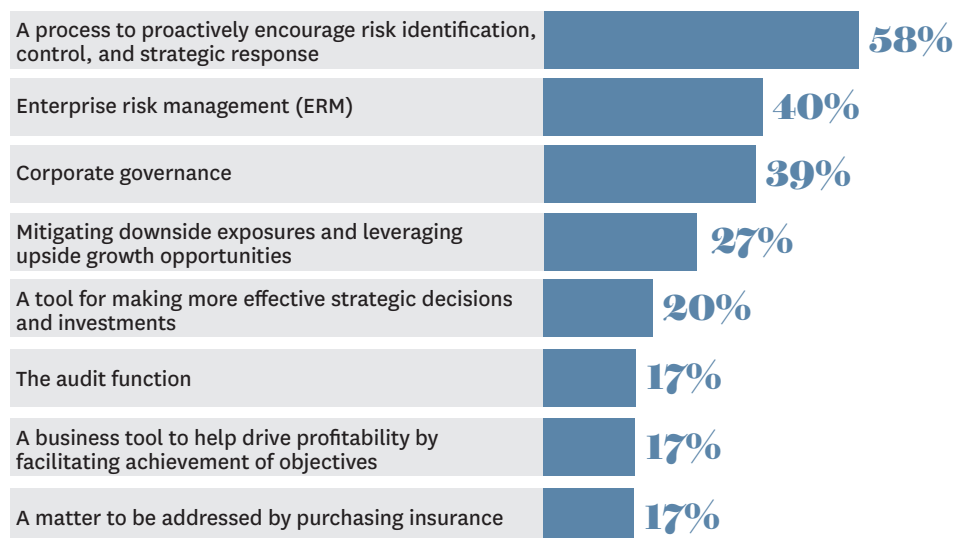 A process to proactively encourage risk identification,
control, and strategic response
58%
Enterprise risk management (ERM)
40%
Corporate governance
39%
Mitigating downside exposures and leveraging
upside growth opportunities
27%
A tool for making more effective strategic decisions
and investments
20%
The audit function
17%
A business tool to help drive profitability by
facilitating achievement of objectives
17%
A matter to be addressed by purchasing insurance
17%